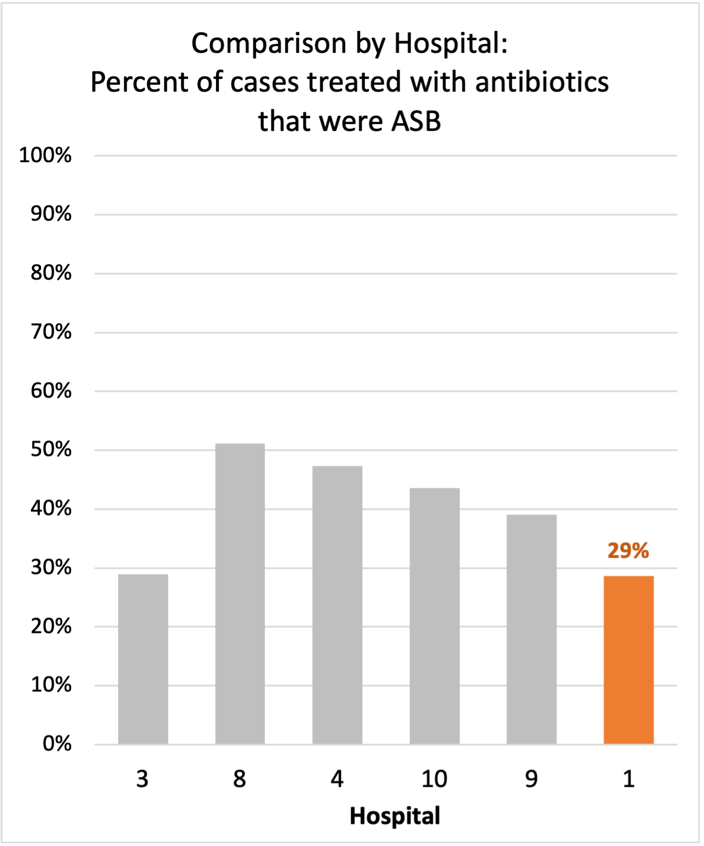 Comparison by Hospital:
Percent of cases treated with antibiotics
that were ASB
100%
90%
80%
70%
60%
50%
40%
30%
20%
10%
0%
29%
3 8 4 10 9 1
Hospital